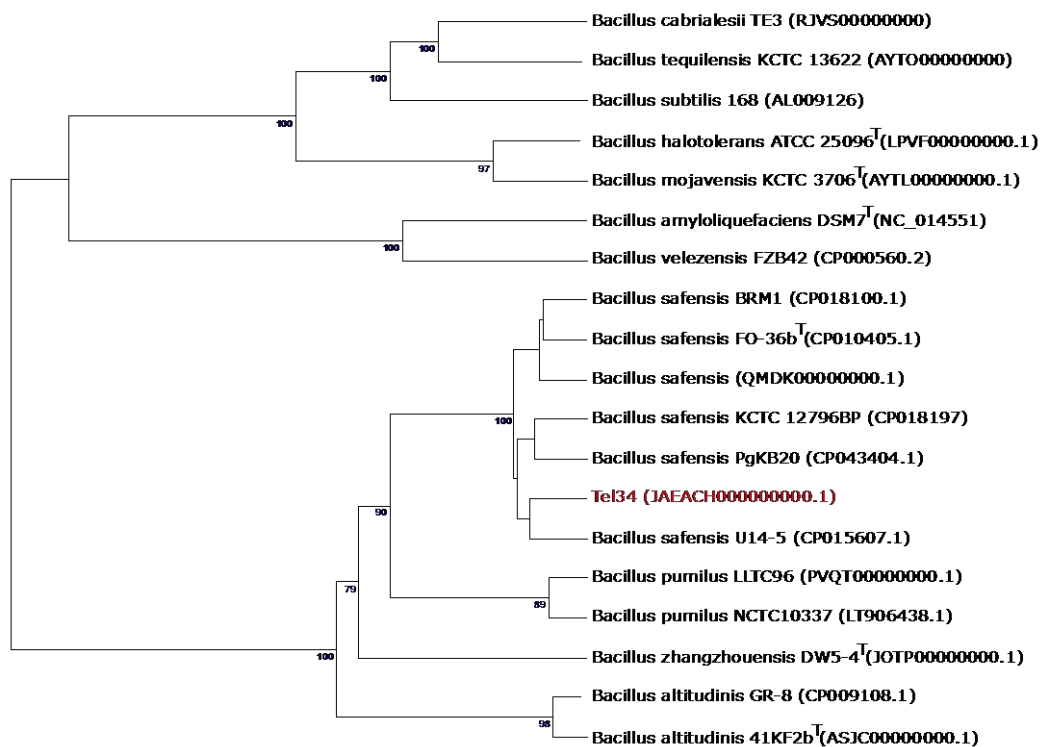 Bacillus cabrialesii TE3 (RJVS00000000)
100
Bacillus tequilensis KCTC 13622 (AYTO00000000)
100
Bacillus subtilis 168 (AL009126)
100
Bacillus halotolerans ATCC 25096T(LPVF00000000.1)
97
Bacillus mojavensis KCTC 3706T(AYTL00000000.1)
Bacillus amyloliquefaciens DSM7T(NC_014551)
100
Bacillus velezensis FZB42 (CP000560.2)
Bacillus safensis BRM1 (CP018100.1)
Bacillus safensis FO-36bT(CP010405.1)
Bacillus safensis (QMDK00000000.1)
100
Bacillus safensis KCTC 12796BP (CP018197)
Bacillus safensis PgKB20 (CP043404.1)
Tel34 (JAEACH000000000.1)
90
Bacillus safensis U14-5 (CP015607.1)
Bacillus pumilus LLTC96 (PVQT00000000.1)
79
89
Bacillus pumilus NCTC10337 (LT906438.1)
100
Bacillus zhangzhouensis DW5-4T(JOTP00000000.1)
Bacillus altitudinis GR-8 (CP009108.1)
98
Bacillus altitudinis 41KF2bT(ASJC00000000.1)